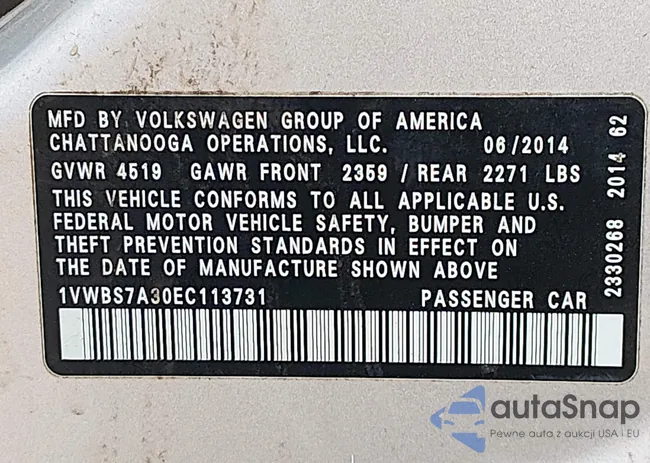 MFD BY VOLKSWAGEN GROUP OF AMERICA
CHATTANOOGA OPERATIONS, LLC. 06/2014
GVWR 4519 GAWR FRONT 2359 / REAR 2271 LBS
THIS VEHICLE CONFORMS TO ALL APPLICABLE U.S.
FEDERAL MOTOR VEHICLE SAFETY, BUMPER AND
THEFT PREVENTION STANDARDS IN EFFECT ON
THE DATE OF MANUFACTURE SHOWN ABOVE
1VWBS7A30EC113731 PASSENGER CAR
2330268 2014 62
autaSnap
Pewne auta z aukcji USA i EU